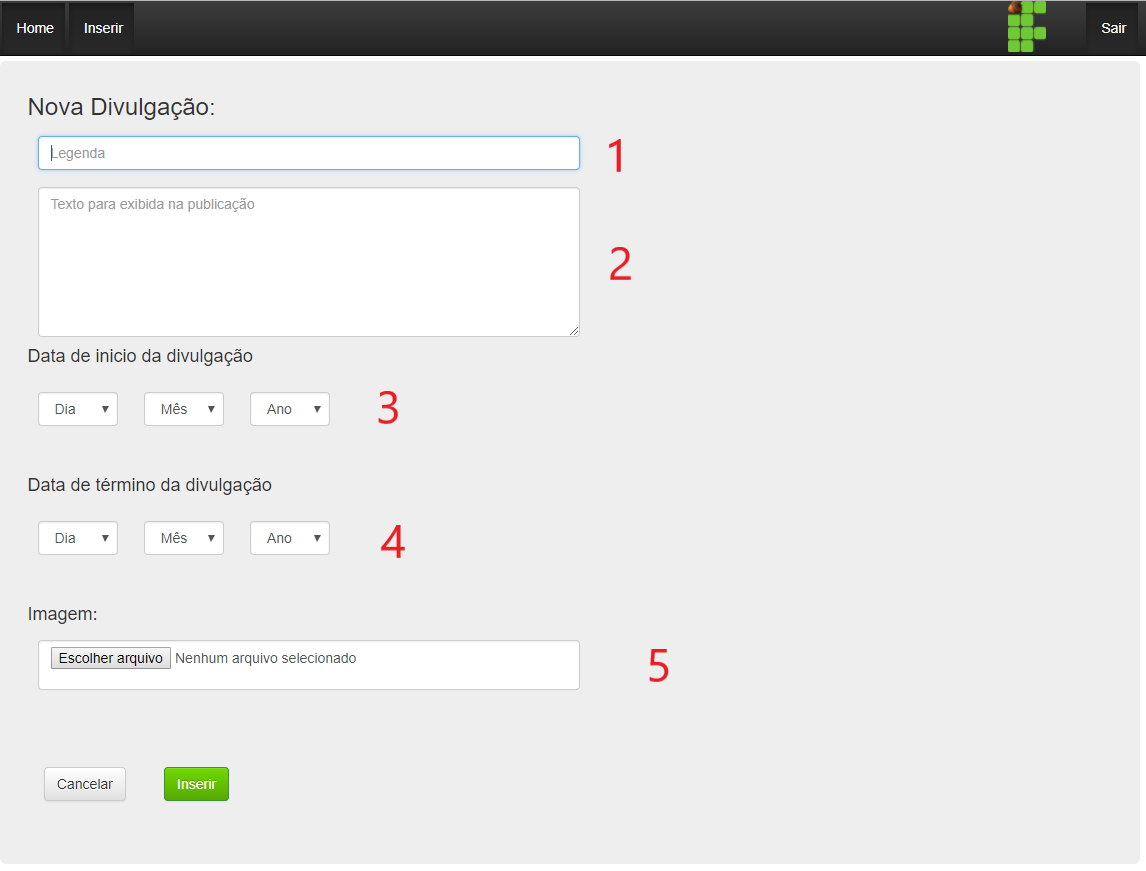 Home Inserir Sair
Nova Divulgação:
Legenda 1
Texto para exibida na publicação
2
Data de inicio da divulgação
Dia Mês Ano 3
Data de término da divulgação
Dia Mês Ano 4
Imagem:
Escolher arquivo Nenhum arquivo selecionado 5
Cancelar Inserir